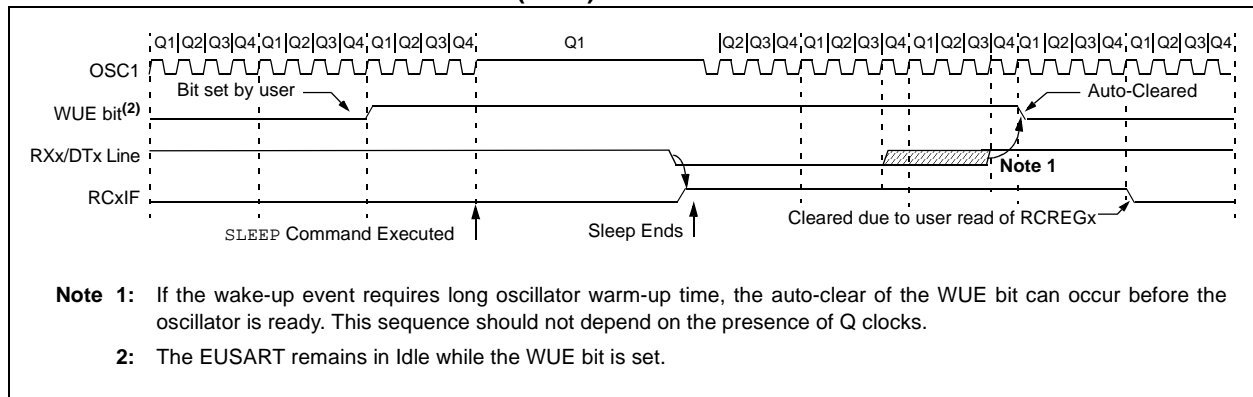 Q1 Q2 Q3 Q4 Q1 Q2 Q3 Q4 Q1 Q2 Q3 Q4 Q1 Q2 Q3 Q4 Q1 Q2 Q3 Q4 Q1 Q2 Q3 Q4 Q1 Q2 Q3 Q4 Q1 Q2 Q3 Q4
OSC1
Bit set by user
Auto-Cleared
WUE bit(2)
RXx/DTx Line
Note 1
RCxIF
Cleared due to user read of RCREGx
SLEEP Command Executed
Sleep Ends
Note 1: If the wake-up event requires long oscillator warm-up time, the auto-clear of the WUE bit can occur before the
oscillator is ready. This sequence should not depend on the presence of Q clocks.
2: The EUSART remains in Idle while the WUE bit is set.